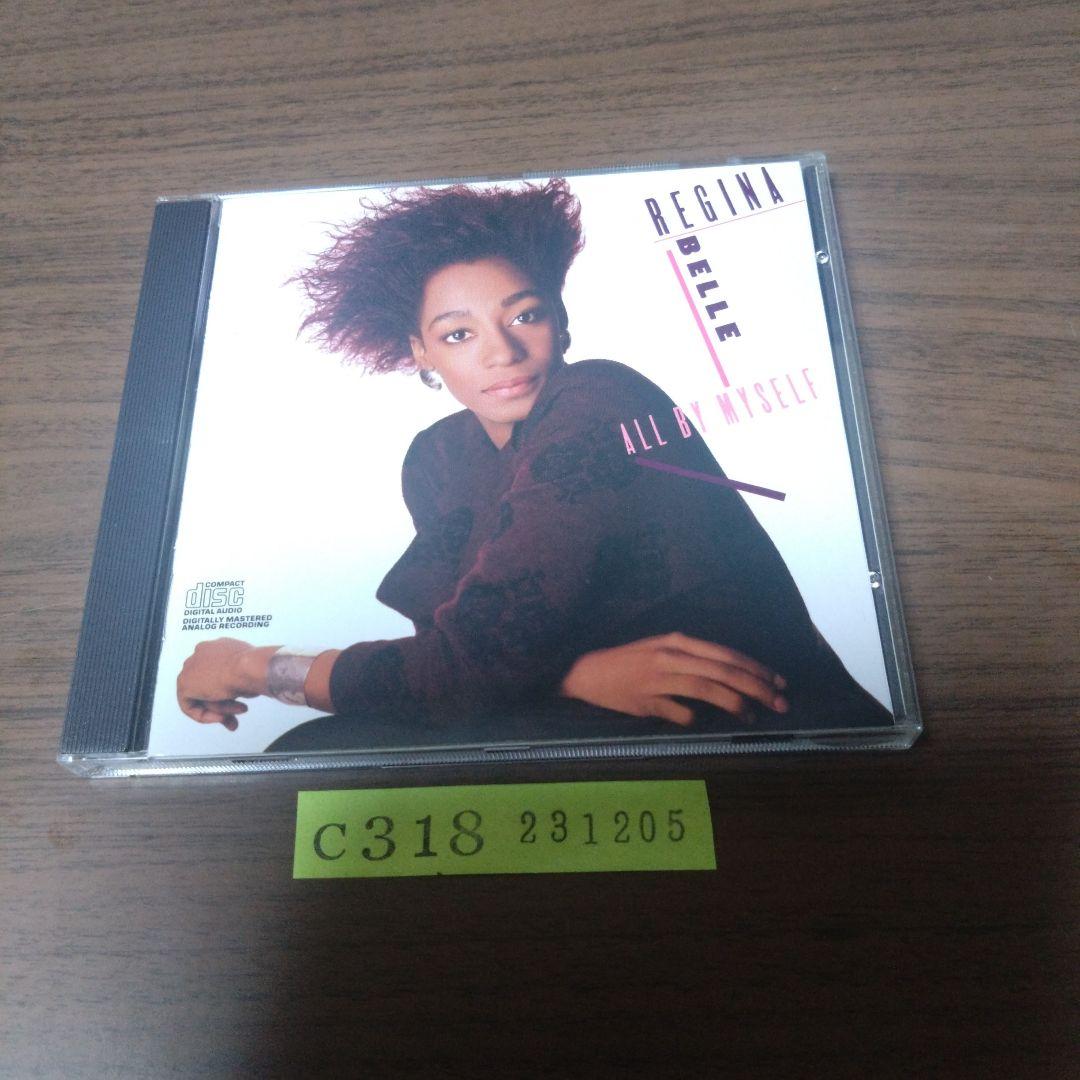 REGINA
BELLE
ALL BY MYSELF
COMPACT
disc
DIGITAL AUDIO
DIGITALLY MASTERED
ANALOG RECORDING
C318 231205